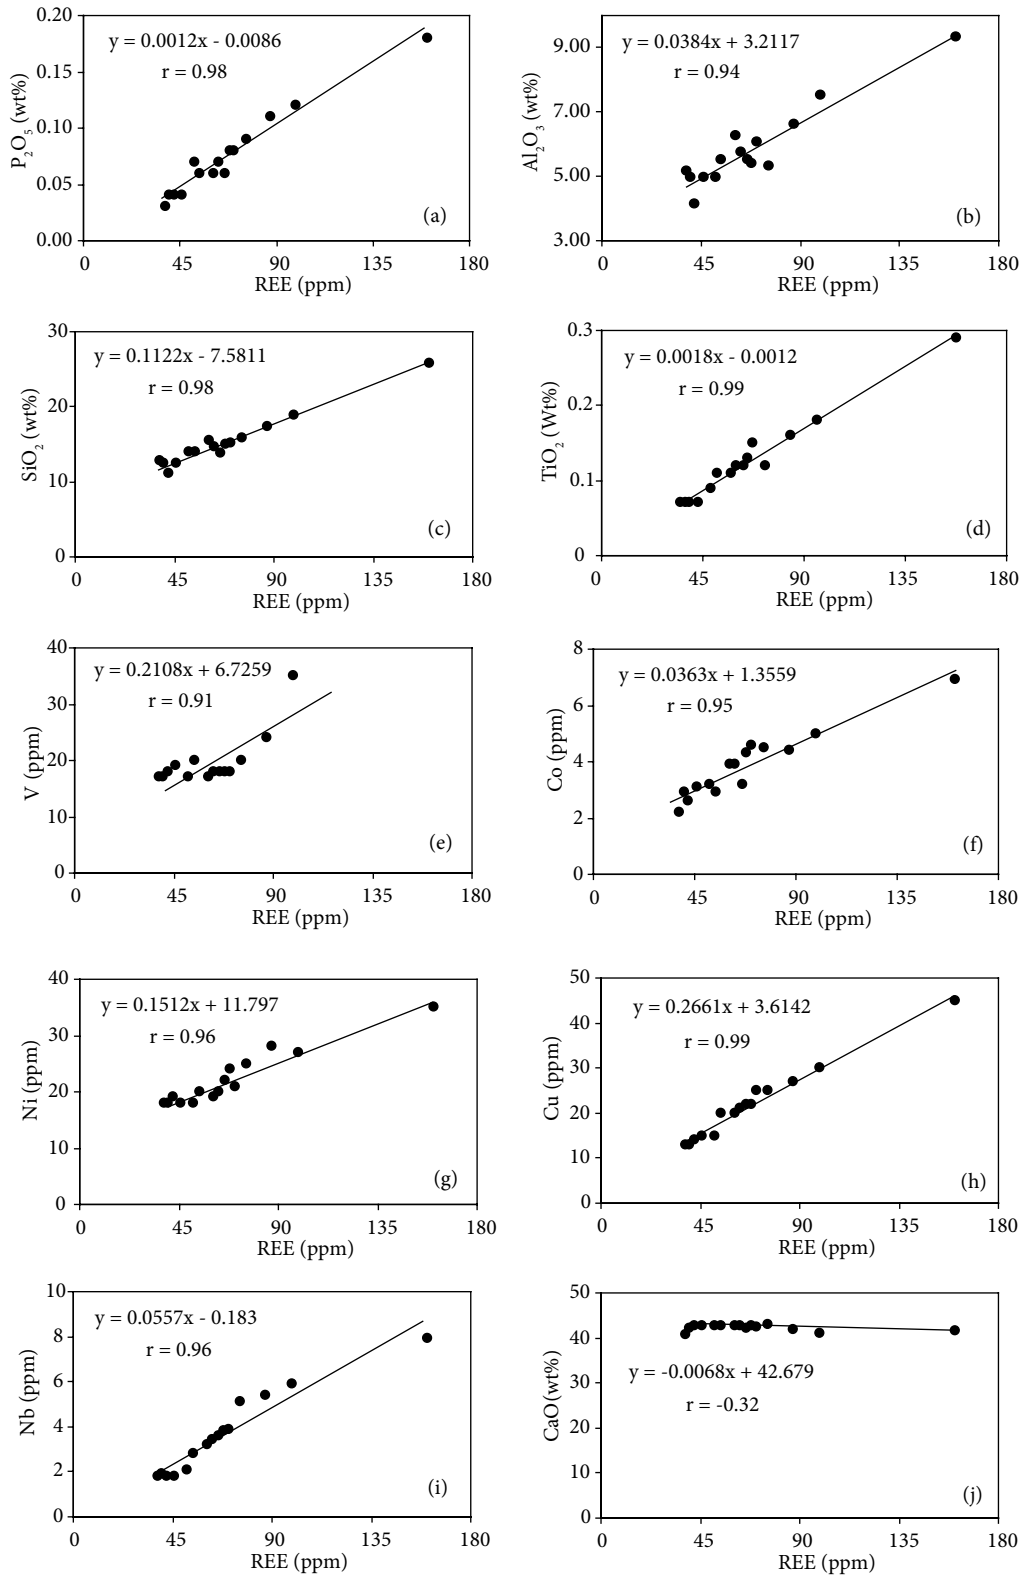 0.20
y = 0.0012x - 0.0086
r = 0.98
0.15
0.10
0.05
0.00
P2O5 (wt%)
(a)
0 45 90 135 180
REE (ppm)
9.00
y = 0.0384x + 3.2117
r = 0.94
7.00
5.00
3.00
Al2O3 (wt%)
(b)
0 45 90 135 180
REE (ppm)
30
y = 0.1122x - 7.5811
r = 0.98
20
10
0
SiO2 (wt%)
(c)
0 45 90 135 180
REE (ppm)
0.3
y = 0.0018x - 0.0012
r = 0.99
0.2
0.1
0
TiO2 (Wt%)
(d)
0 45 90 135 180
REE (ppm)
40
y = 0.2108x + 6.7259
r = 0.91
30
20
10
0
V (ppm)
(e)
0 45 90 135 180
REE (ppm)
8
y = 0.0363x + 1.3559
r = 0.95
6
4
2
0
Co (ppm)
(f)
0 45 90 135 180
REE (ppm)
40
y = 0.1512x + 11.797
r = 0.96
30
20
10
0
Ni (ppm)
(g)
0 45 90 135 180
REE (ppm)
50
y = 0.2661x + 3.6142
r = 0.99
40
30
20
10
0
Cu (ppm)
(h)
0 45 90 135 180
REE (ppm)
10
y = 0.0557x - 0.183
r = 0.96
8
6
4
2
0
Nb (ppm)
(i)
0 45 90 135 180
REE (ppm)
50
40
30
y = -0.0068x + 42.679
r = -0.32
20
10
0
CaO(wt%)
(j)
0 45 90 135 180
REE (ppm)